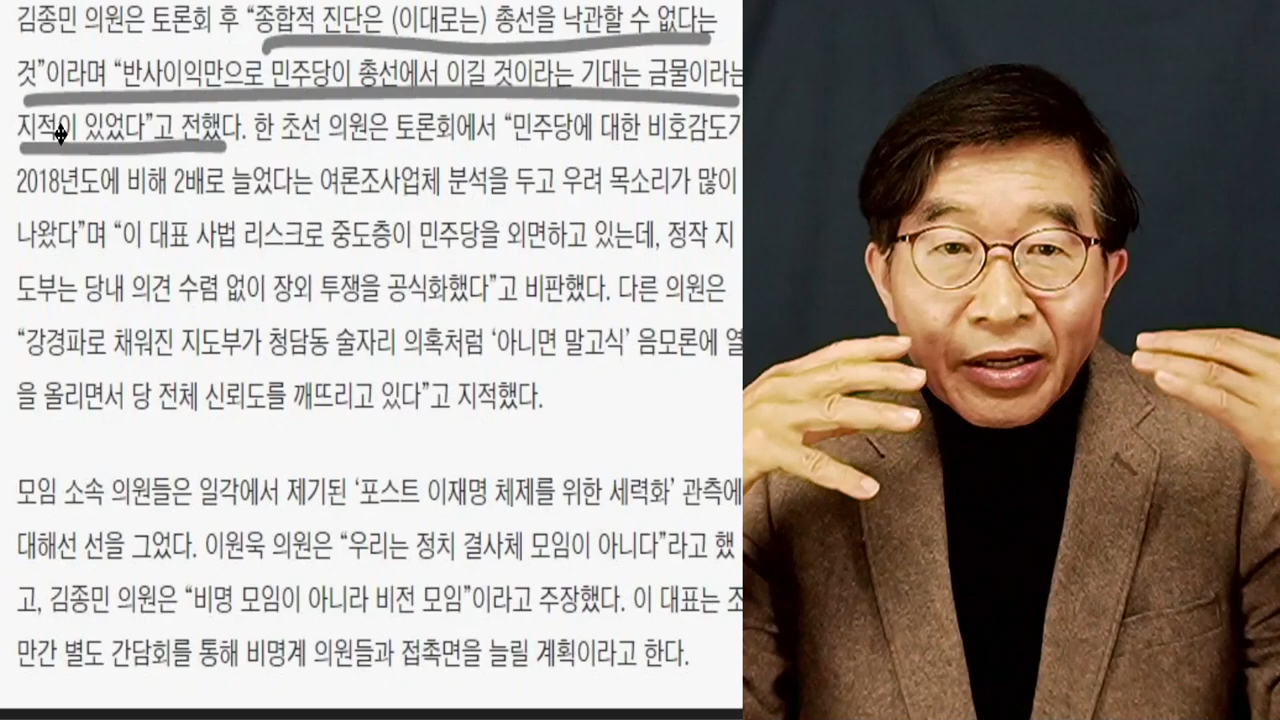 김종민 의원은 토론회 후 “종합적 진단은 (이대로는) 총선을 낙관할 수 없다는
것”이라며 “반사이익만으로 민주당이 총선에서 이길 것이라는 기대는 금물이라는
지적이 있었다”고 전했다. 한 초선 의원은 토론회에서 “민주당에 대한 비호감도가
2018년도에 비해 2배로 늘었다는 여론조사업체 분석을 두고 우려 목소리가 많이
나왔다”며 “이 대표 사법 리스크로 중도층이 민주당을 외면하고 있는데, 정작 지
도부는 당내 의견 수렴 없이 장외 투쟁을 공식화했다”고 비판했다. 다른 의원은
“강경파로 채워진 지도부가 청담동 술자리 의혹처럼 ‘아니면 말고식’ 음모론에 열
을 올리면서 당 전체 신뢰도를 깨뜨리고 있다”고 지적했다.
모임 소속 의원들은 일각에서 제기된 ‘포스트 이재명 체제를 위한 세력화’ 관측에
대해선 선을 그었다. 이원욱 의원은 “우리는 정치 결사체 모임이 아니다”라고 했
고, 김종민 의원은 “비명 모임이 아니라 비전 모임”이라고 주장했다. 이 대표는 조
만간 별도 간담회를 통해 비명계 의원들과 접촉면을 늘릴 계획이라고 한다.